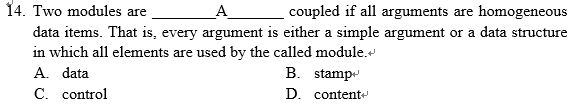 14. Two modules are ________A________ coupled if all arguments are homogeneous
data items. That is, every argument is either a simple argument or a data structure
in which all elements are used by the called module.↵
A. data B. stamp↵
C. control D. content↵